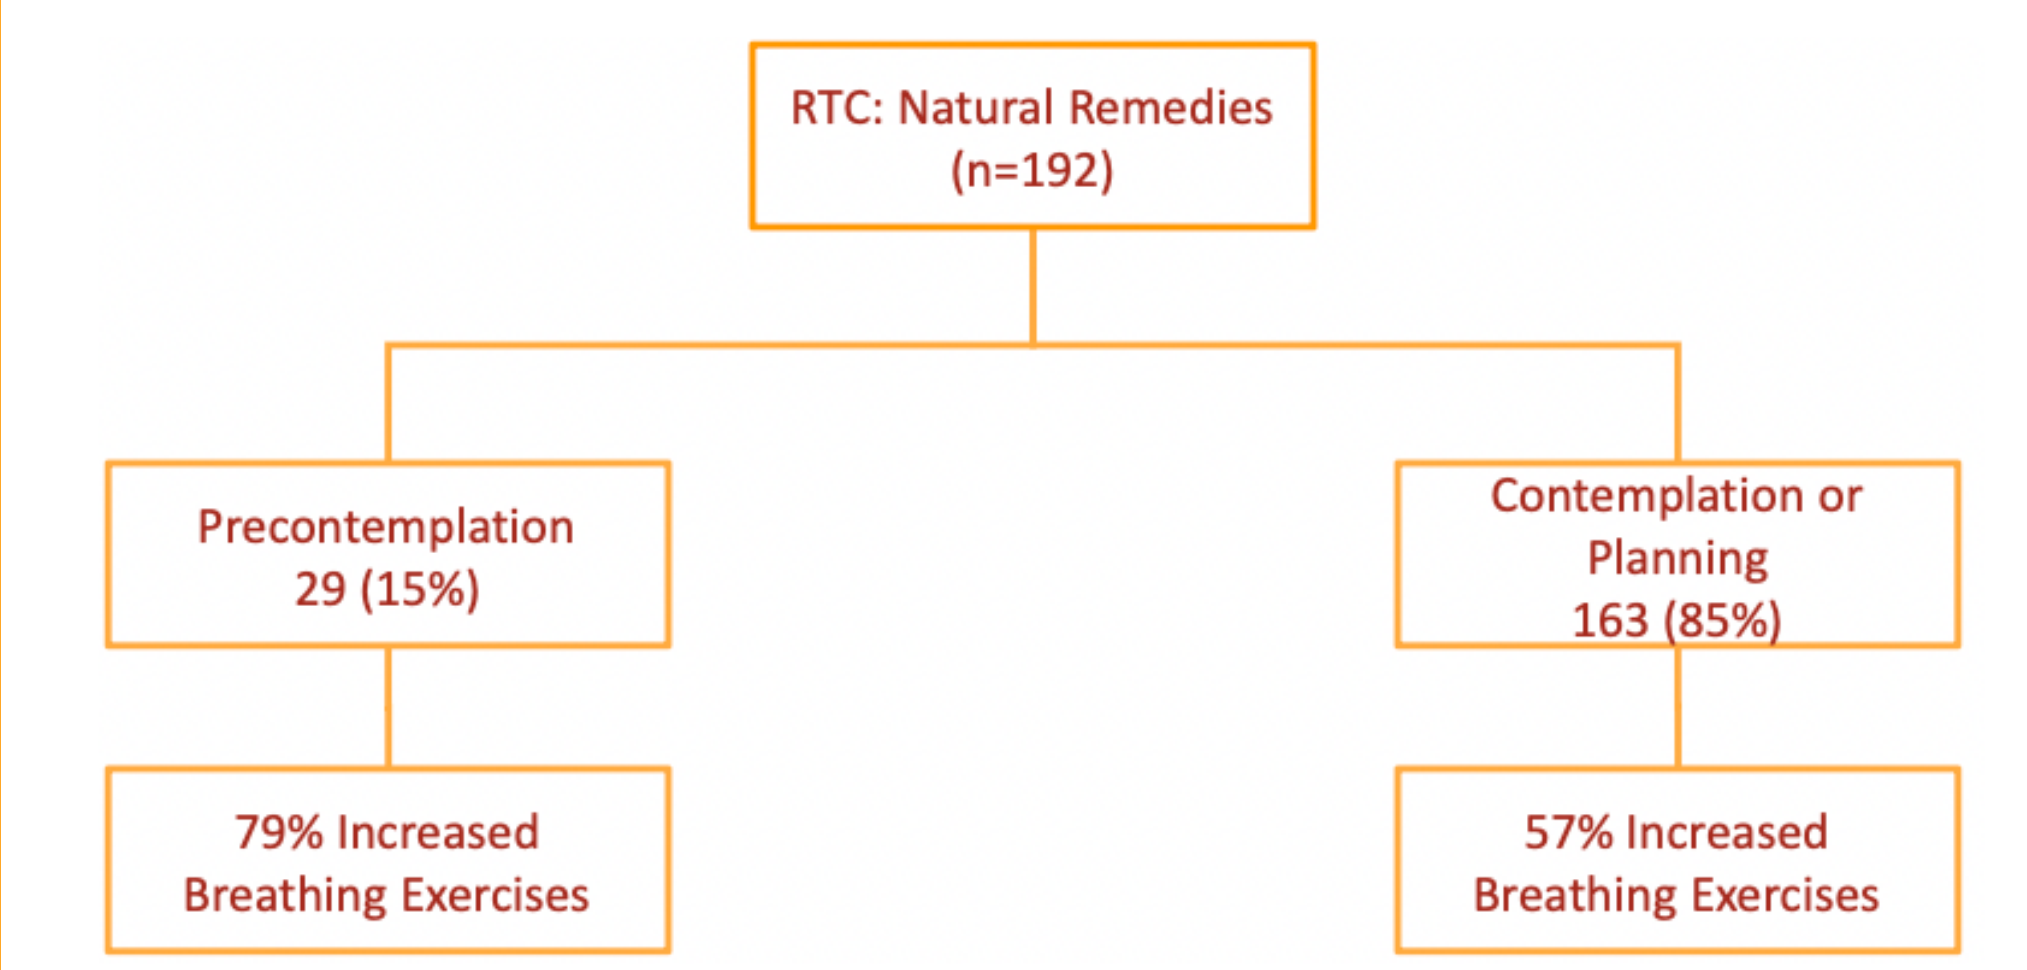 RTC: Natural Remedies
(n=192)
Precontemplation
29 (15%)
Contemplation or
Planning
163 (85%)
79% Increased
Breathing Exercises
57% Increased
Breathing Exercises